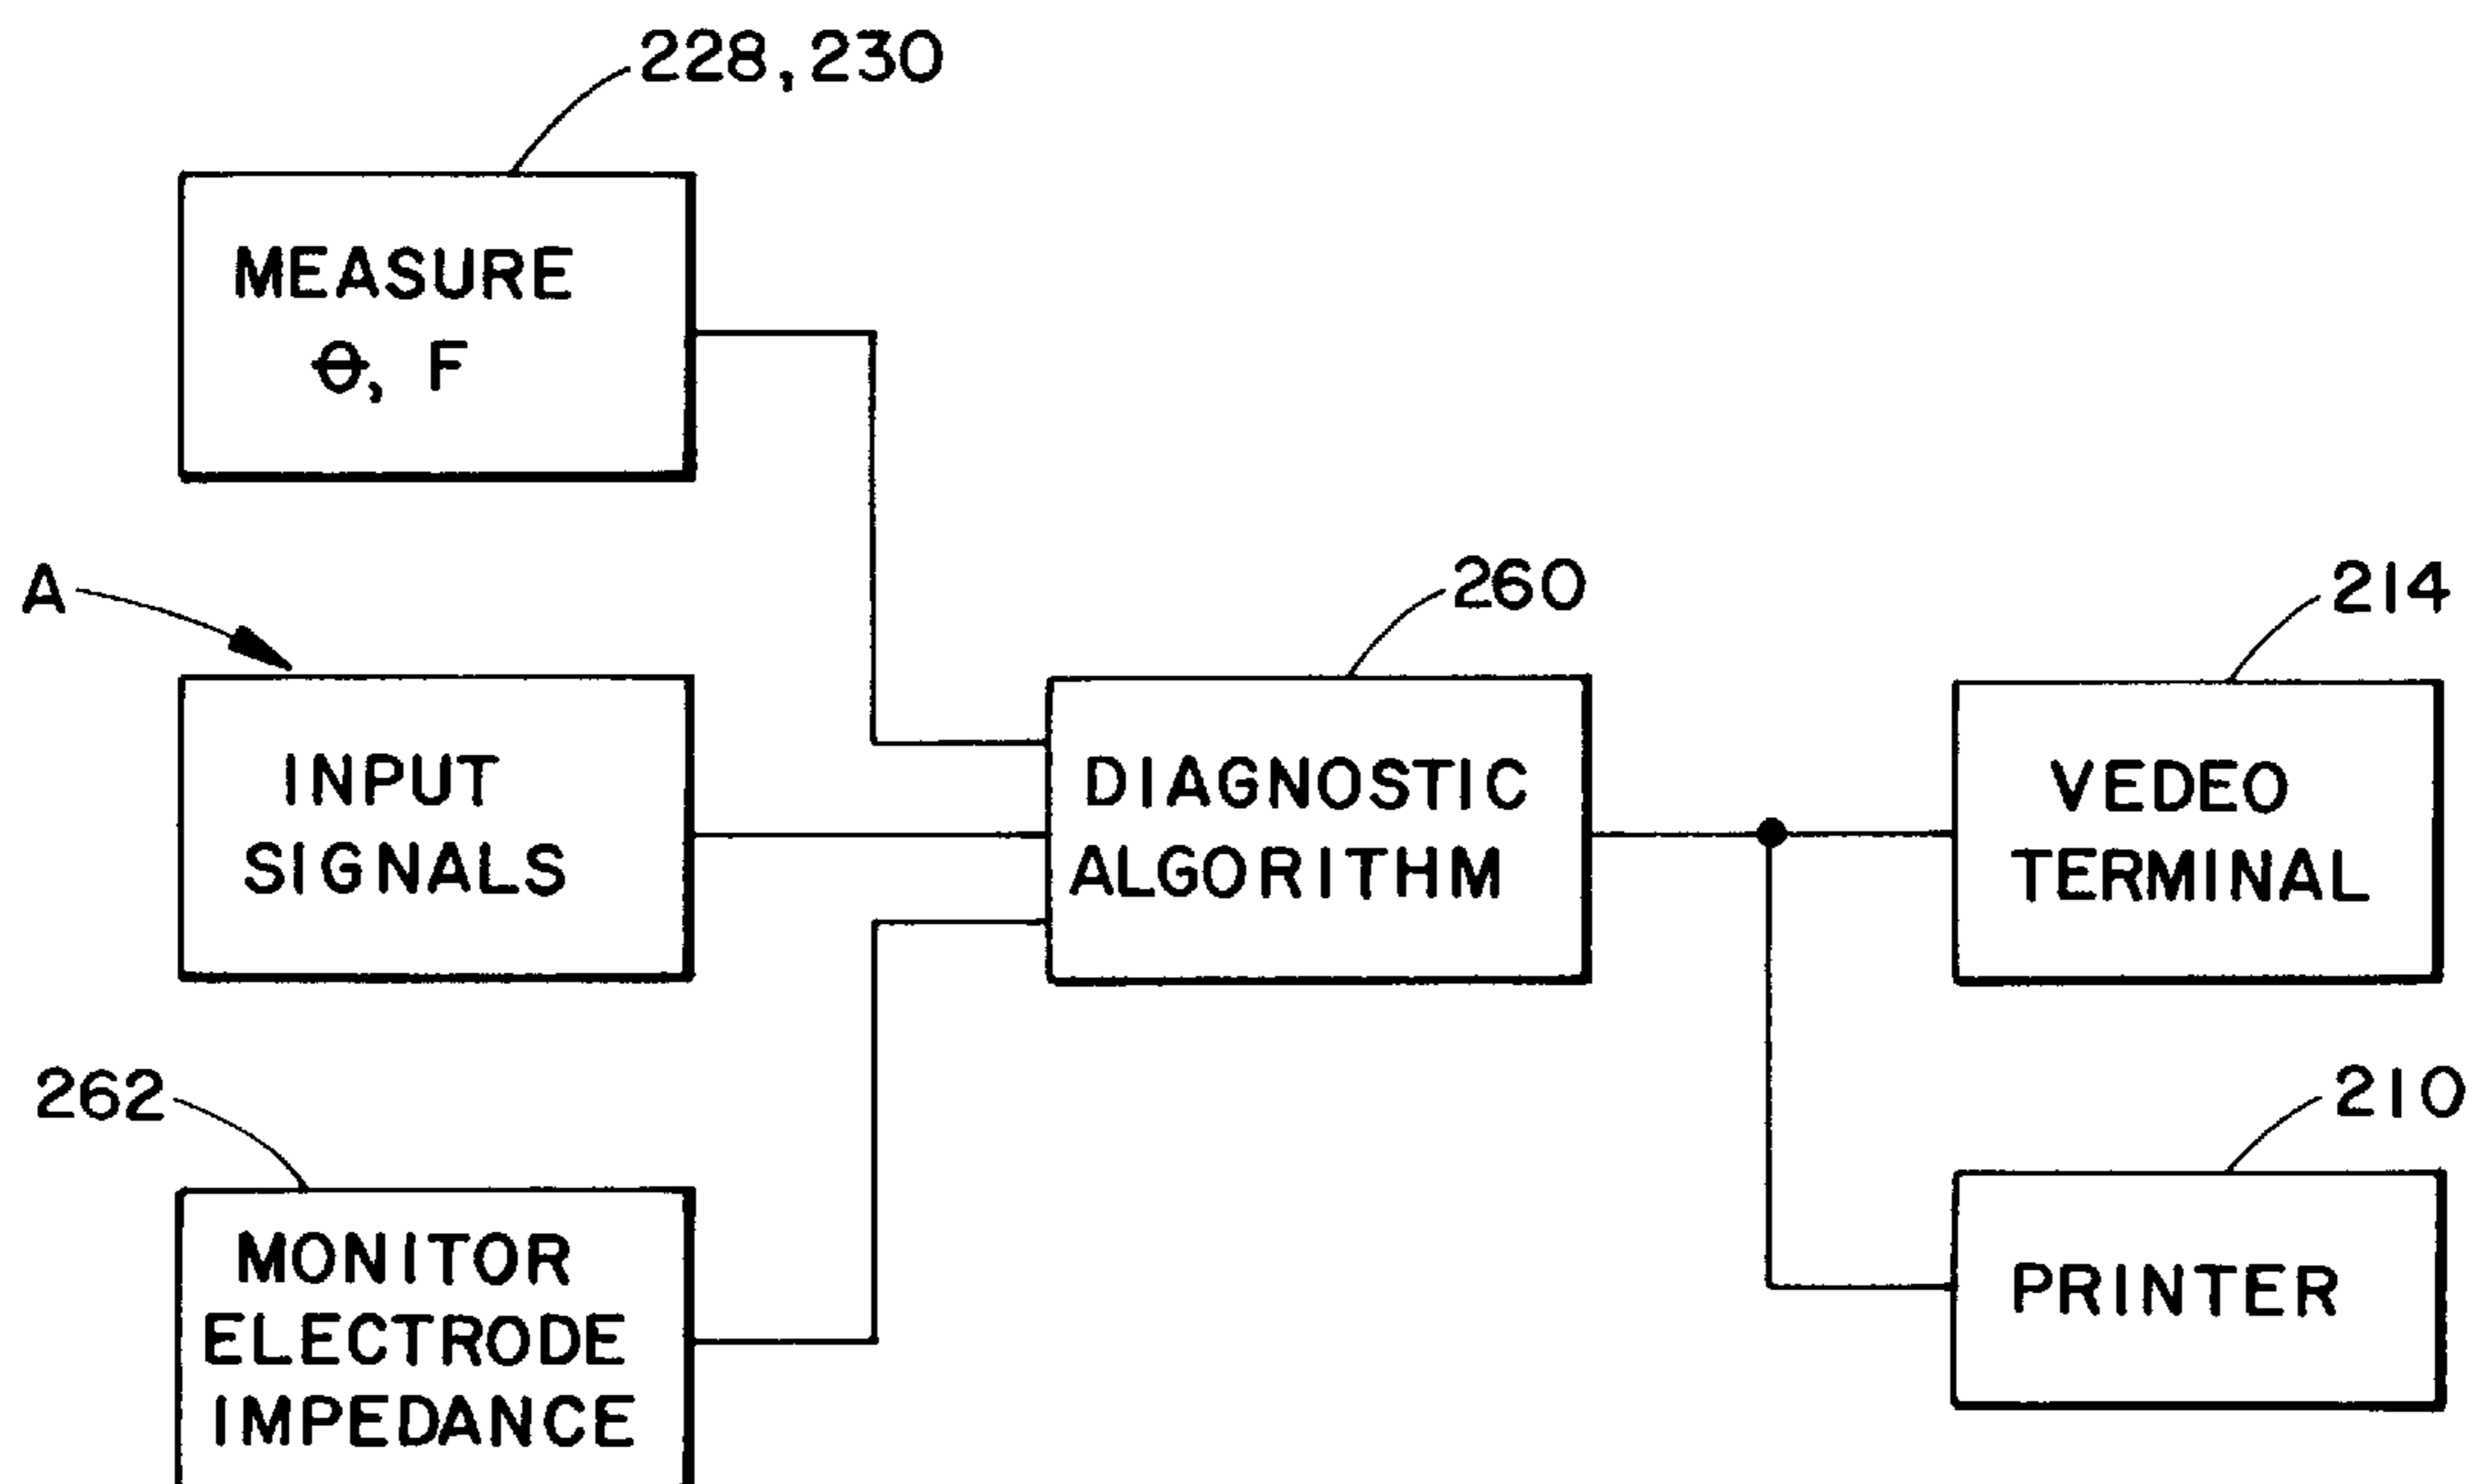 228, 230
MEASURE
θ, F
A
INPUT
SIGNALS
260
DIAGNOSTIC
ALGORITHM
214
VEDEO
TERMINAL
262
MONITOR
ELECTRODE
IMPEDANCE
210
PRINTER